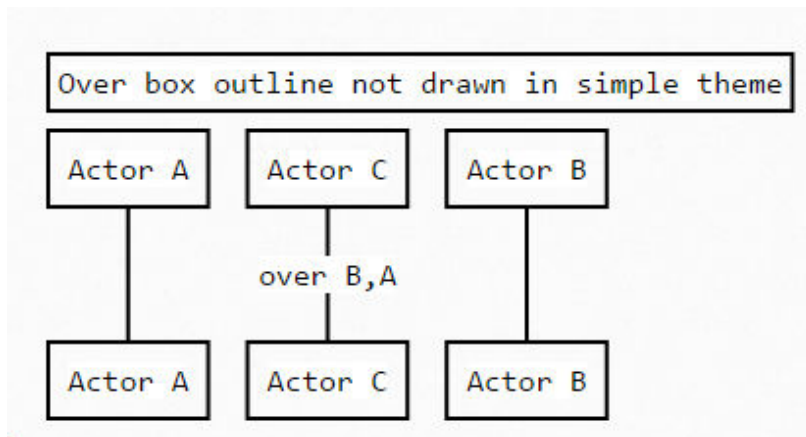 Over box outline not drawn in simple theme
Actor A Actor C Actor B
over B,A
Actor A Actor C Actor B